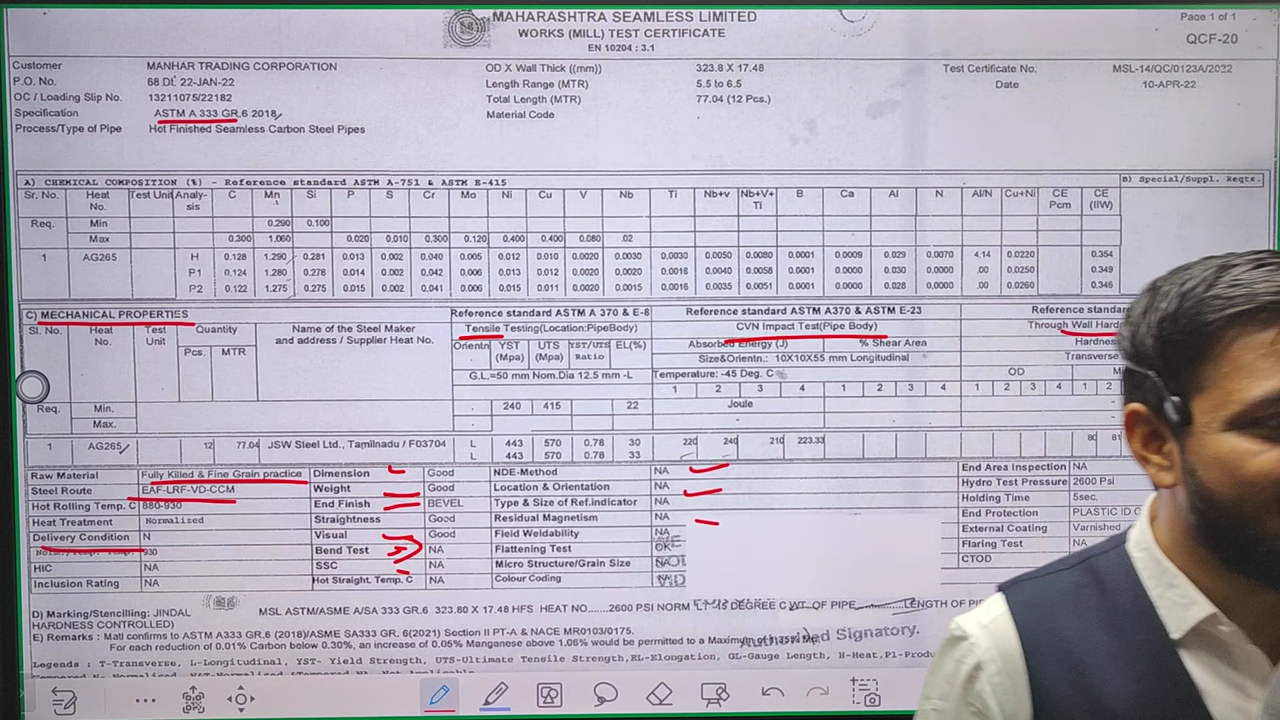 MAHARASHTRA SEAMLESS LIMITED
WORKS (MILL) TEST CERTIFICATE
EN 10204 : 3.1
Page 1 of 1
QCF-20
Customer MANHAR TRADING CORPORATION OD X Wall Thick ((mm) 323.8 X 17.48 Test Certificate No. MSL-14/QC/0123A/2022
P.O. No. 68 Dt. 22-JAN-22 Length Range (MTR) 5.5 to 6.5 Date 10-APR-22
OC / Loading Slip No. 13211075/22182 Total Length (MTR) 77.04 (12 Pcs.)
Specification ASTM A 333 GR.6 2018 Material Code
Process/Type of Pipe Hot Finished Seamless Carbon Steel Pipes
A) CHEMICAL COMPOSITION (%) - Reference standard ASTM A-751 & ASTM E-415 B) Special/Suppl. Reqts.
Sr. No. Heat No. Test Unit Analy-sis C Mn Si P S Cr Mo Ni Cu V Nb Ti Nb+v Nb+V+Ti B Ca Al N Al/N Cu+Ni CE Pcm CE (IIW)
Req. Min 0.290 0.100
Max 0.300 1.060 0.020 0.010 0.300 0.120 0.400 0.400 0.080 .02
1 AG265 H 0.128 1.290 0.281 0.013 0.002 0.040 0.005 0.012 0.010 0.0020 0.0030 0.0030 0.0050 0.0080 0.0001 0.0009 0.029 0.0070 4.14 0.0220 0.354
P1 0.124 1.280 0.278 0.014 0.002 0.042 0.006 0.013 0.012 0.0020 0.0020 0.0018 0.0040 0.0058 0.0001 0.0000 0.030 0.0000 .00 0.0250 0.349
P2 0.122 1.275 0.275 0.015 0.002 0.041 0.006 0.015 0.011 0.0020 0.0015 0.0016 0.0035 0.0051 0.0001 0.0000 0.028 0.0000 .00 0.0260 0.346
C) MECHANICAL PROPERTIES Reference standard ASTM A 370 & E-8 Reference standard ASTM A370 & ASTM E-23 Reference standard
Sl. No. Heat No. Test Unit Quantity Name of the Steel Maker and address / Supplier Heat No. Tensile Testing(Location:PipeBody) CVN Impact Test(Pipe Body) Through Wall Hard
Pcs. MTR Orientn. YST (Mpa) UTS (Mpa) YST/UTS Ratio EL(%) Absorbed Energy (J) % Shear Area Hardness
Size&Orientn.: 10X10X55 mm Longitudinal Transverse
G.L.=50 mm Nom.Dia 12.5 mm -L Temperature: -45 Deg. C OD
1 2 3 4 1 2 3 4 1 2 3 4 1 2
Req. Min. . 240 415 22 Joule -
Max. -
1 AG265 12 77.04 JSW Steel Ltd., Tamilnadu / F03704 L 443 570 0.78 30 220 240 210 223.33 80 81
L 443 570 0.78 33
Raw Material Fully Killed & Fine Grain practice Dimension Good NDE-Method NA End Area Inspection NA
Steel Route EAF-LRF-VD-CCM Weight Good Location & Orientation NA Hydro Test Pressure 2600 Psi
Hot Rolling Temp. C 880-930 End Finish BEVEL Type & Size of Ref.indicator NA Holding Time 5sec.
Heat Treatment Normalized Straightness Good Residual Magnetism NA End Protection PLASTIC ID C
Delivery Condition N Visual Good Field Weldability NA External Coating Varnished
930 Bend Test NA Flattening Test OK Flaring Test NA
HIC NA SSC NA Micro Structure/Grain Size CTOD
Inclusion Rating NA Hot Straight. Temp. C NA Colour Coding
D) Marking/Stencilling: JINDAL MSL ASTM/ASME A/SA 333 GR.6 323.80 X 17.48 HFS HEAT NO......2600 PSI NORM DEGREE C WT. OF PIPE LENGTH OF
HARDNESS CONTROLLED)
E) Remarks : Matl confirms to ASTM A333 GR.6 (2018)/ASME SA333 GR. 6(2021) Section II PT-A & NACE MR0103/0175.
For each reduction of 0.01% Carbon below 0.30%, an increase of 0.05% Manganese above 1.06% would be permitted to a Maximum of 1.35% Mn.
Signatory.
Legends : T-Transverse, L-Longitudinal, YST- Yield Strength, UTS-Ultimate Tensile Strength,EL-Elongation, GL-Gauge Length, H-Heat,P1-Produ